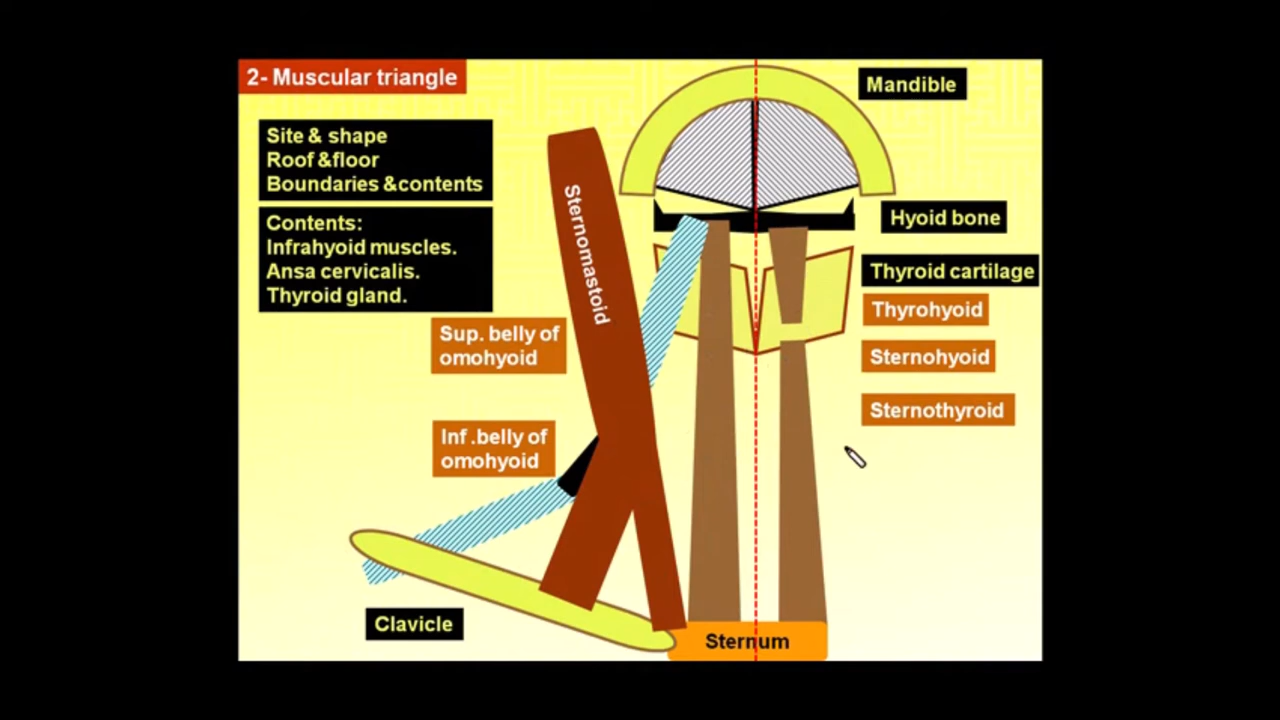 2- Muscular triangle
Site & shape
Roof &floor
Boundaries &contents
Contents:
Infrahyoid muscles.
Ansa cervicalis.
Thyroid gland.
Sternomastoid
Sup. belly of
omohyoid
Inf .belly of
omohyoid
Clavicle
Mandible
Hyoid bone
Thyroid cartilage
Thyrohyoid
Sternohyoid
Sternothyroid
Sternum